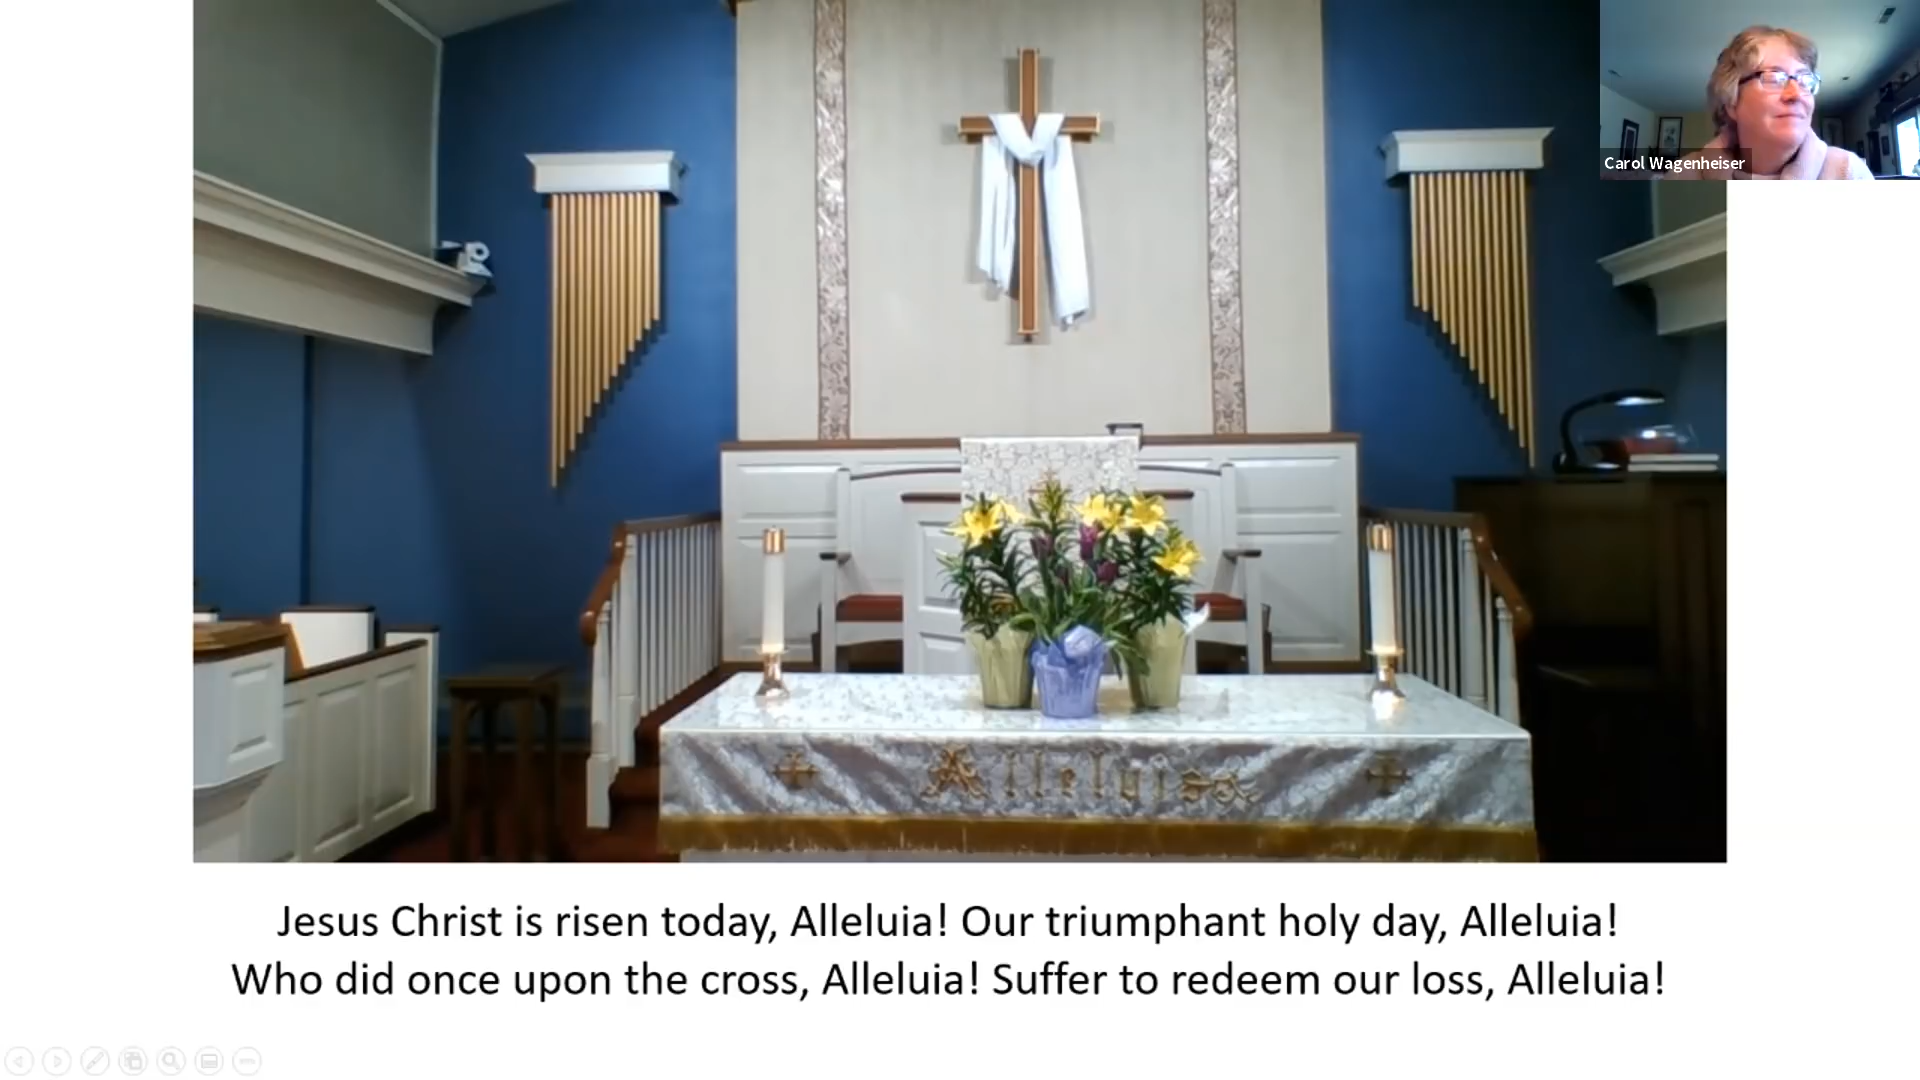 Carol Wagenheiser
Alleluia
Jesus Christ is risen today, Alleluia! Our triumphant holy day, Alleluia!
Who did once upon the cross, Alleluia! Suffer to redeem our loss, Alleluia!